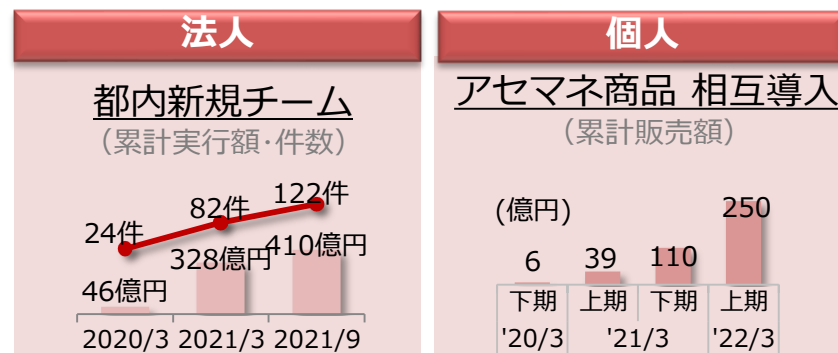 法人
都内新規チーム
（累計実行額･件数）
24件
82件
122件
46億円
328億円
410億円
2020/3 2021/3 2021/9
個人
アセマネ商品 相互導入
（累計販売額）
(億円)
6
39
110
250
下期 上期 下期 上期
'20/3 '21/3 '22/3